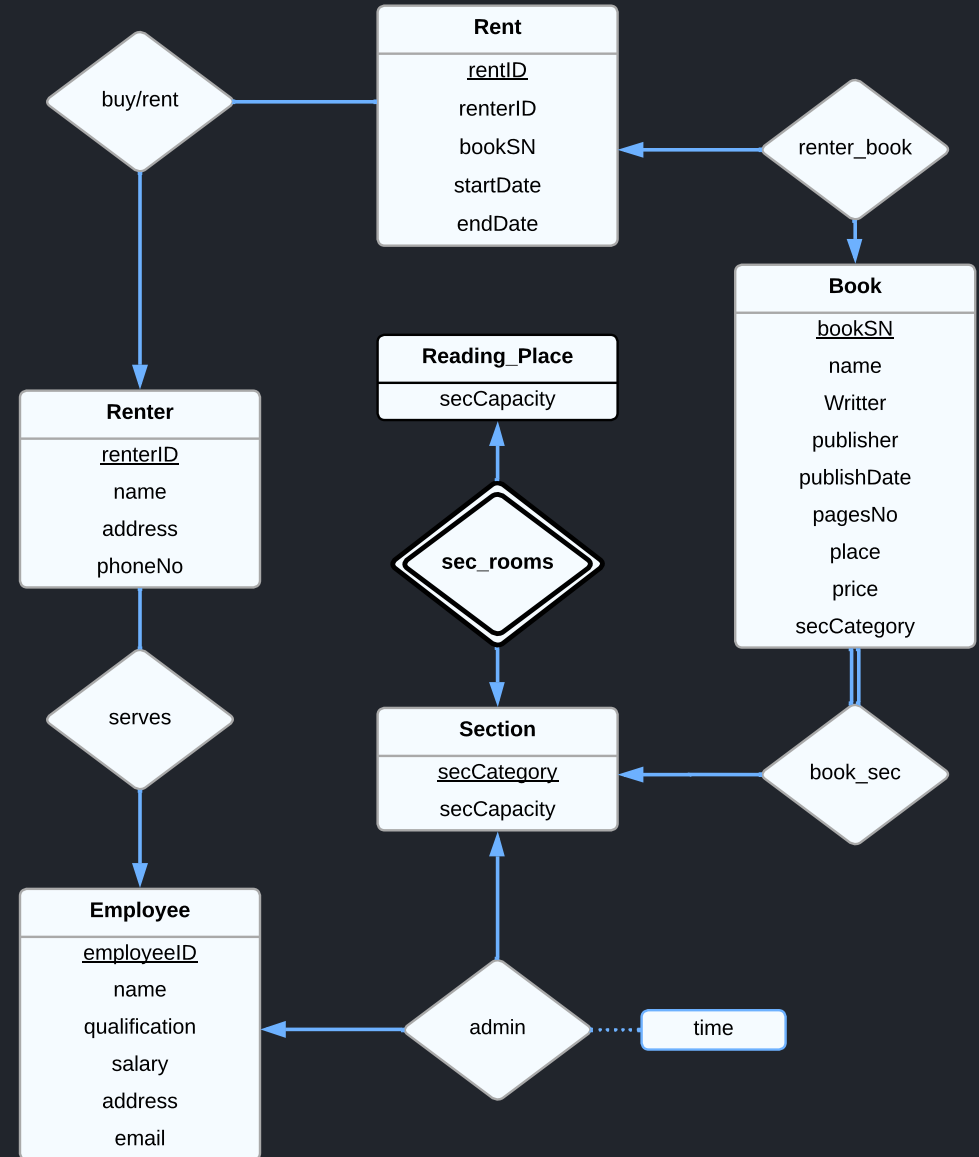 Rent
rentID
renterID
bookSN
startDate
endDate
buy/rent
renter_book
Book
bookSN
name
Writter
publisher
publishDate
pagesNo
place
price
secCategory
Reading_Place
secCapacity
Renter
renterID
name
address
phoneNo
sec_rooms
serves
Section
secCategory
secCapacity
book_sec
Employee
employeeID
name
qualification
salary
address
email
admin
time